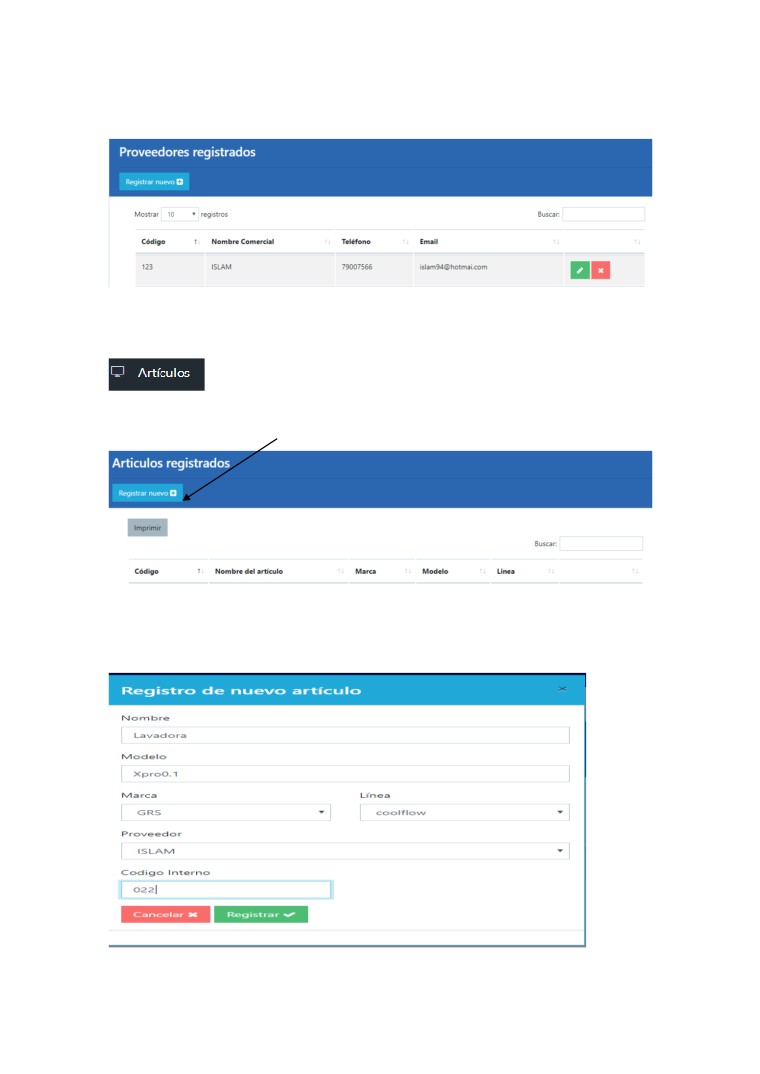 Proveedores registrados
Registrar nuevo
Mostrar 10 registros Buscar:
Código Nombre Comercial Teléfono Email
123 ISLAM 79007566 islam94@hotmai.com
Artículos
Articulos registrados
Registrar nuevo
Imprimir
Buscar:
Código Nombre del artículo Marca Modelo Linea
Registro de nuevo artículo
Nombre
Lavadora
Modelo
Xpro0.1
Marca Línea
GRS coolflow
Proveedor
ISLAM
Codigo Interno
022
Cancelar Registrar